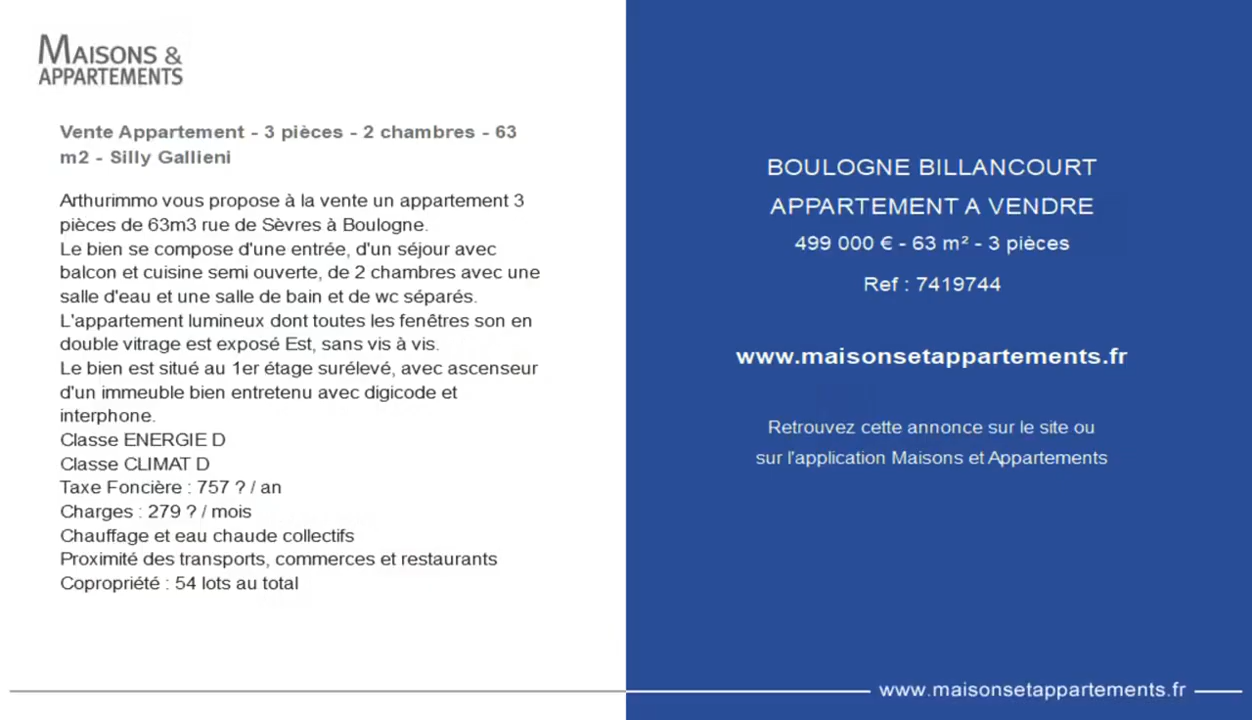 MAISONS &
APPARTEMENTS
Vente Appartement - 3 pièces - 2 chambres - 63
m2 - Silly Gallieni
Arthurimmo vous propose à la vente un appartement 3
pièces de 63m3 rue de Sèvres à Boulogne.
Le bien se compose d'une entrée, d'un séjour avec
balcon et cuisine semi ouverte, de 2 chambres avec une
salle d'eau et une salle de bain et de wc séparés.
L'appartement lumineux dont toutes les fenêtres son en
double vitrage est exposé Est, sans vis à vis.
Le bien est situé au 1er étage surélevé, avec ascenseur
d'un immeuble bien entretenu avec digicode et
interphone.
Classe ENERGIE D
Classe CLIMAT D
Taxe Foncière : 757 ? / an
Charges : 279 ? / mois
Chauffage et eau chaude collectifs
Proximité des transports, commerces et restaurants
Copropriété : 54 lots au total
BOULOGNE BILLANCOURT
APPARTEMENT A VENDRE
499 000 € - 63 m² - 3 pièces
Ref : 7419744
www.maisonsetappartements.fr
Retrouvez cette annonce sur le site ou
sur l'application Maisons et Appartements
www.maisonsetappartements.fr